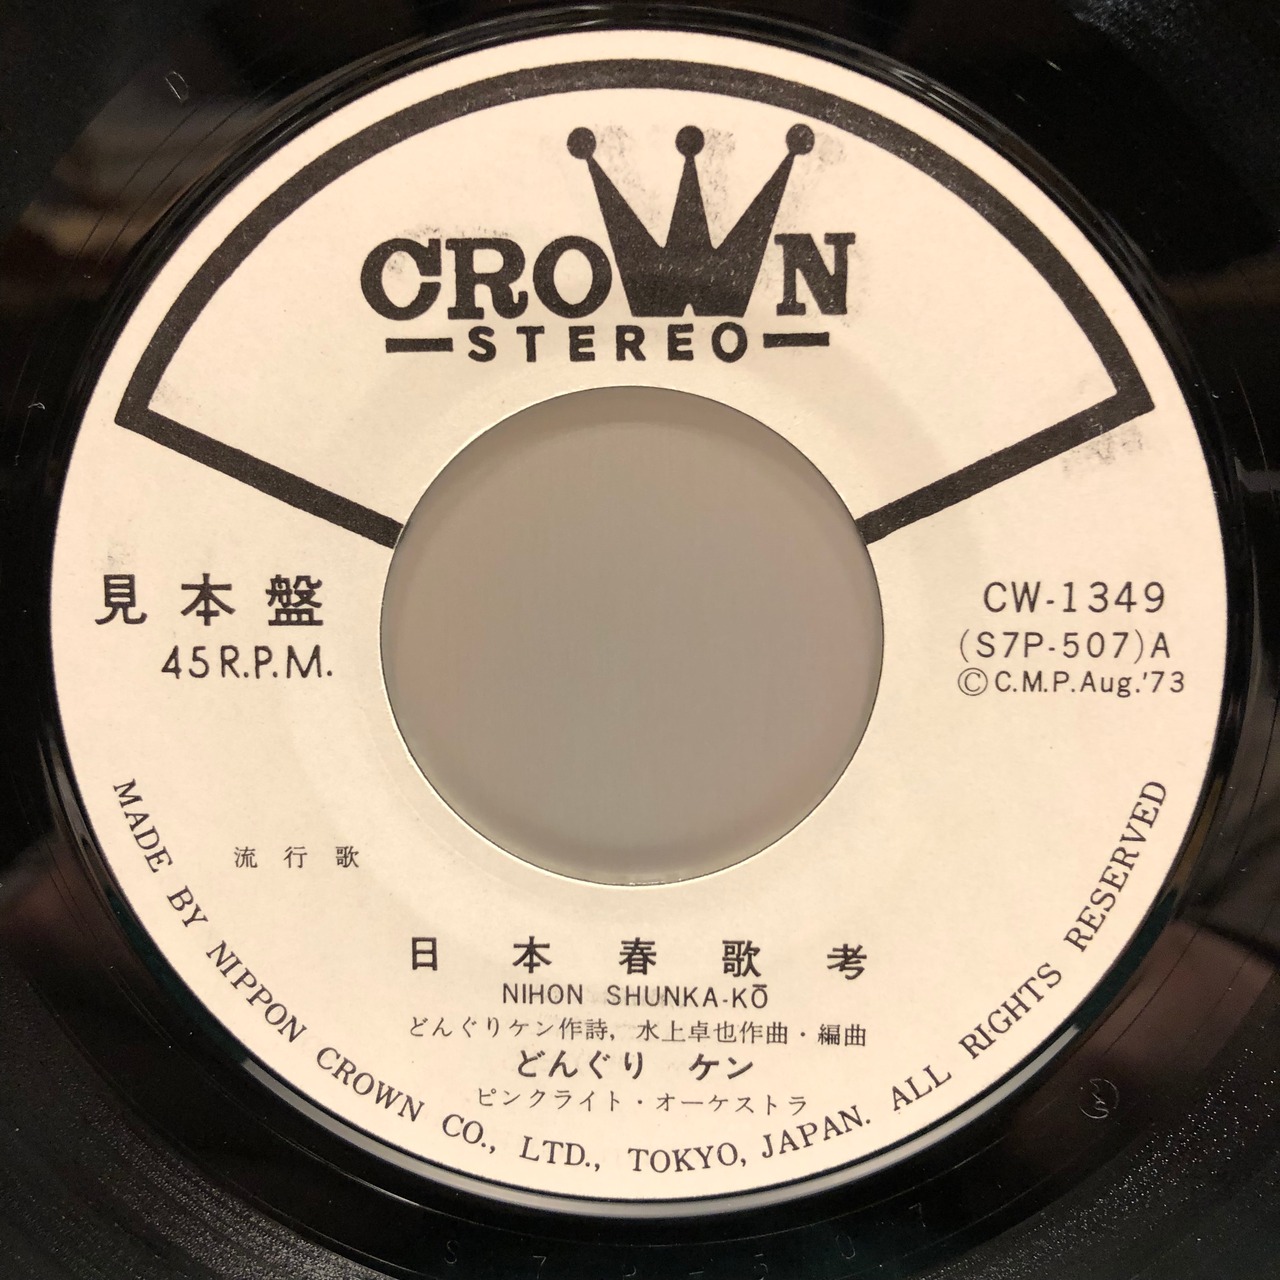 CROWN
STEREO
見本盤
45 R.P.M.
CW-1349
(S7P-507)A
©C.M.P.Aug.'73
流行歌
日本春歌考
NIHON SHUNKA-KŌ
どんぐりケン作詩, 水上卓也作曲・編曲
どんぐり ケン
ピンクライト・オーケストラ
MADE BY NIPPON CROWN CO., LTD., TOKYO, JAPAN. ALL RIGHTS RESERVED